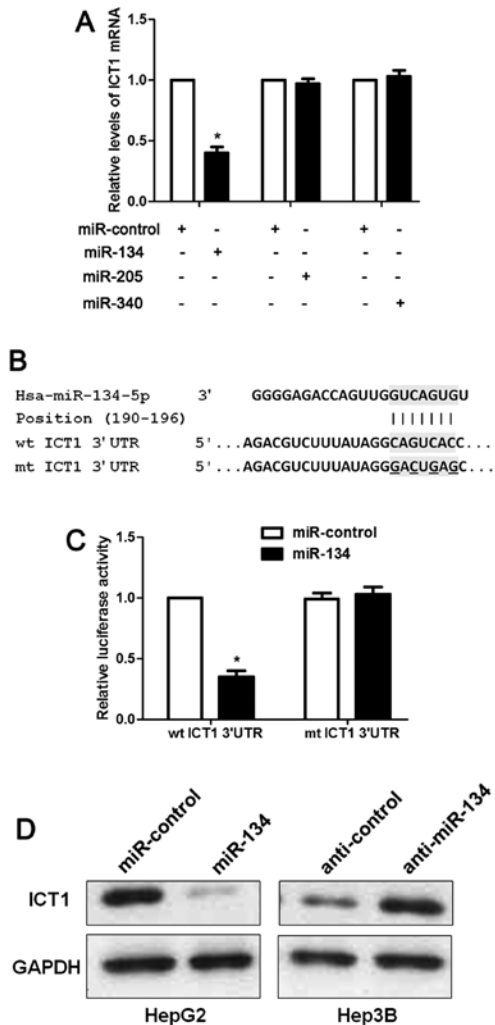 A
Relative levels of ICT1 mRNA
1.5
1.0
0.5
0.0
*
miR-control + - + - + -
miR-134 - + - - - -
miR-205 - - - + - -
miR-340 - - - - - +
B
Hsa-miR-134-5p 3' GGGGAGACCAGUUGGUCAGUGU
Position (190-196) |||||||
wt ICT1 3'UTR 5'...AGACGUCUUUAUAGGCAGUCACC...
mt ICT1 3'UTR 5'...AGACGUCUUUAUAGGGACUGAGC...
C
miR-control
miR-134
Relative luciferase activity
1.5
1.0
0.5
0.0
*
wt ICT1 3'UTR mt ICT1 3'UTR
D
miR-control miR-134 anti-control anti-miR-134
ICT1
GAPDH
HepG2 Hep3B